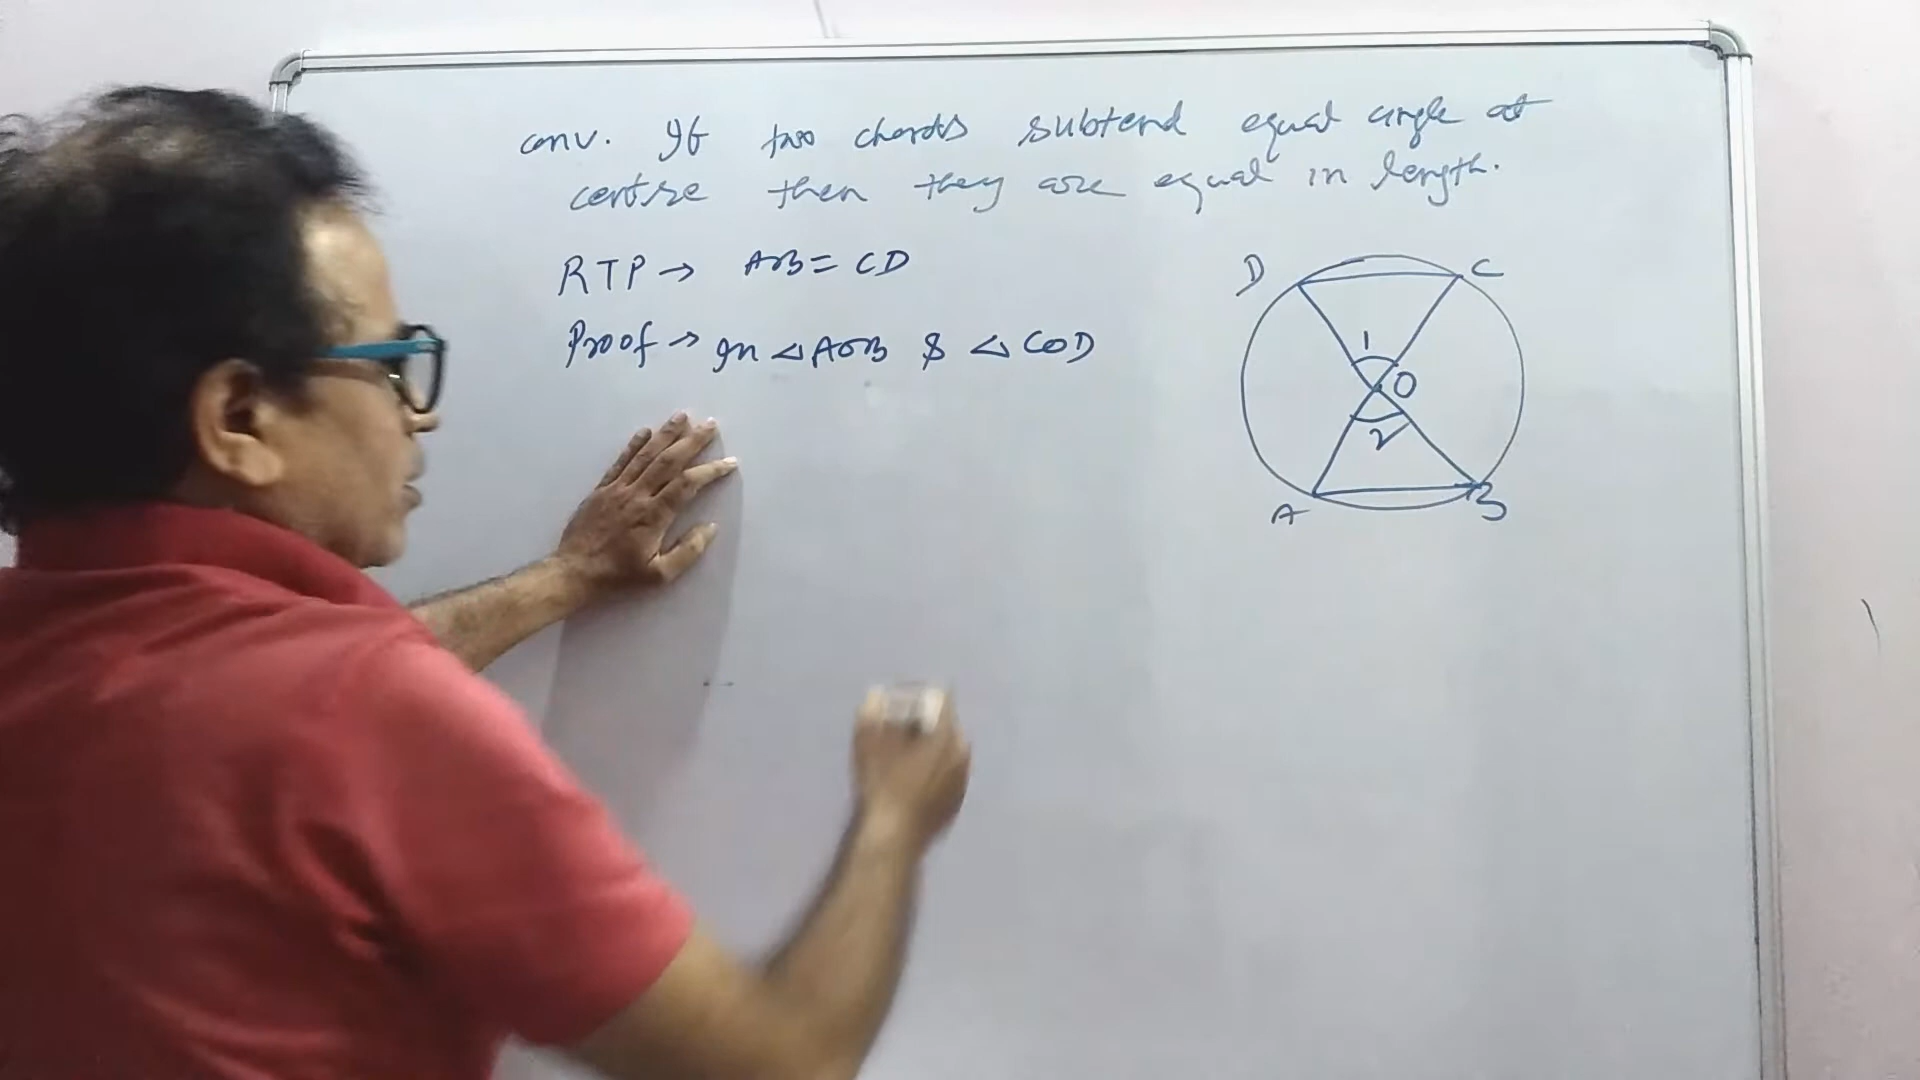 conv. If two chords subtend equal angle at
centre then they are equal in length.
RTP → AB = CD
Proof → In △AOB & △COD
D C
1
O
2
A B